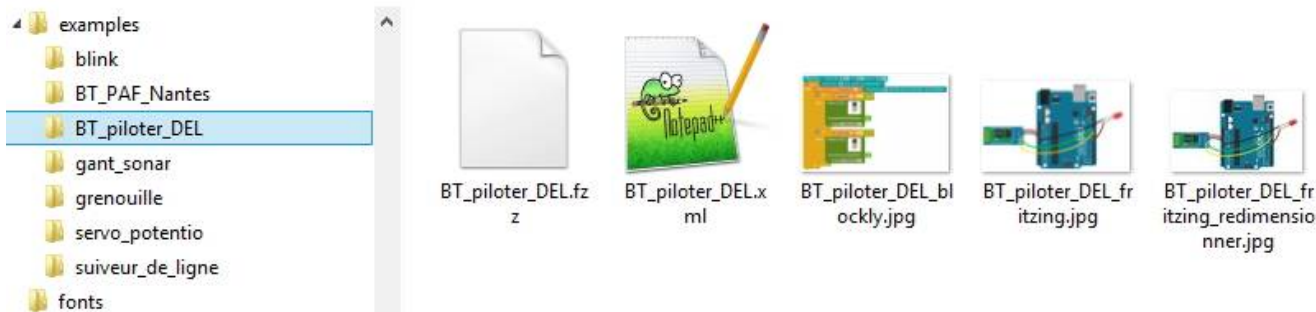 examples
blink
BT_PAF_Nantes
BT_piloter_DEL
gant_sonar
grenouille
servo_potentio
suiveur_de_ligne
fonts
Notepad++
BT_piloter_DEL.fz
z
BT_piloter_DEL.x
ml
BT_piloter_DEL_bl
ockly.jpg
BT_piloter_DEL_fr
itzing.jpg
BT_piloter_DEL_fr
itzing_redimensio
nner.jpg